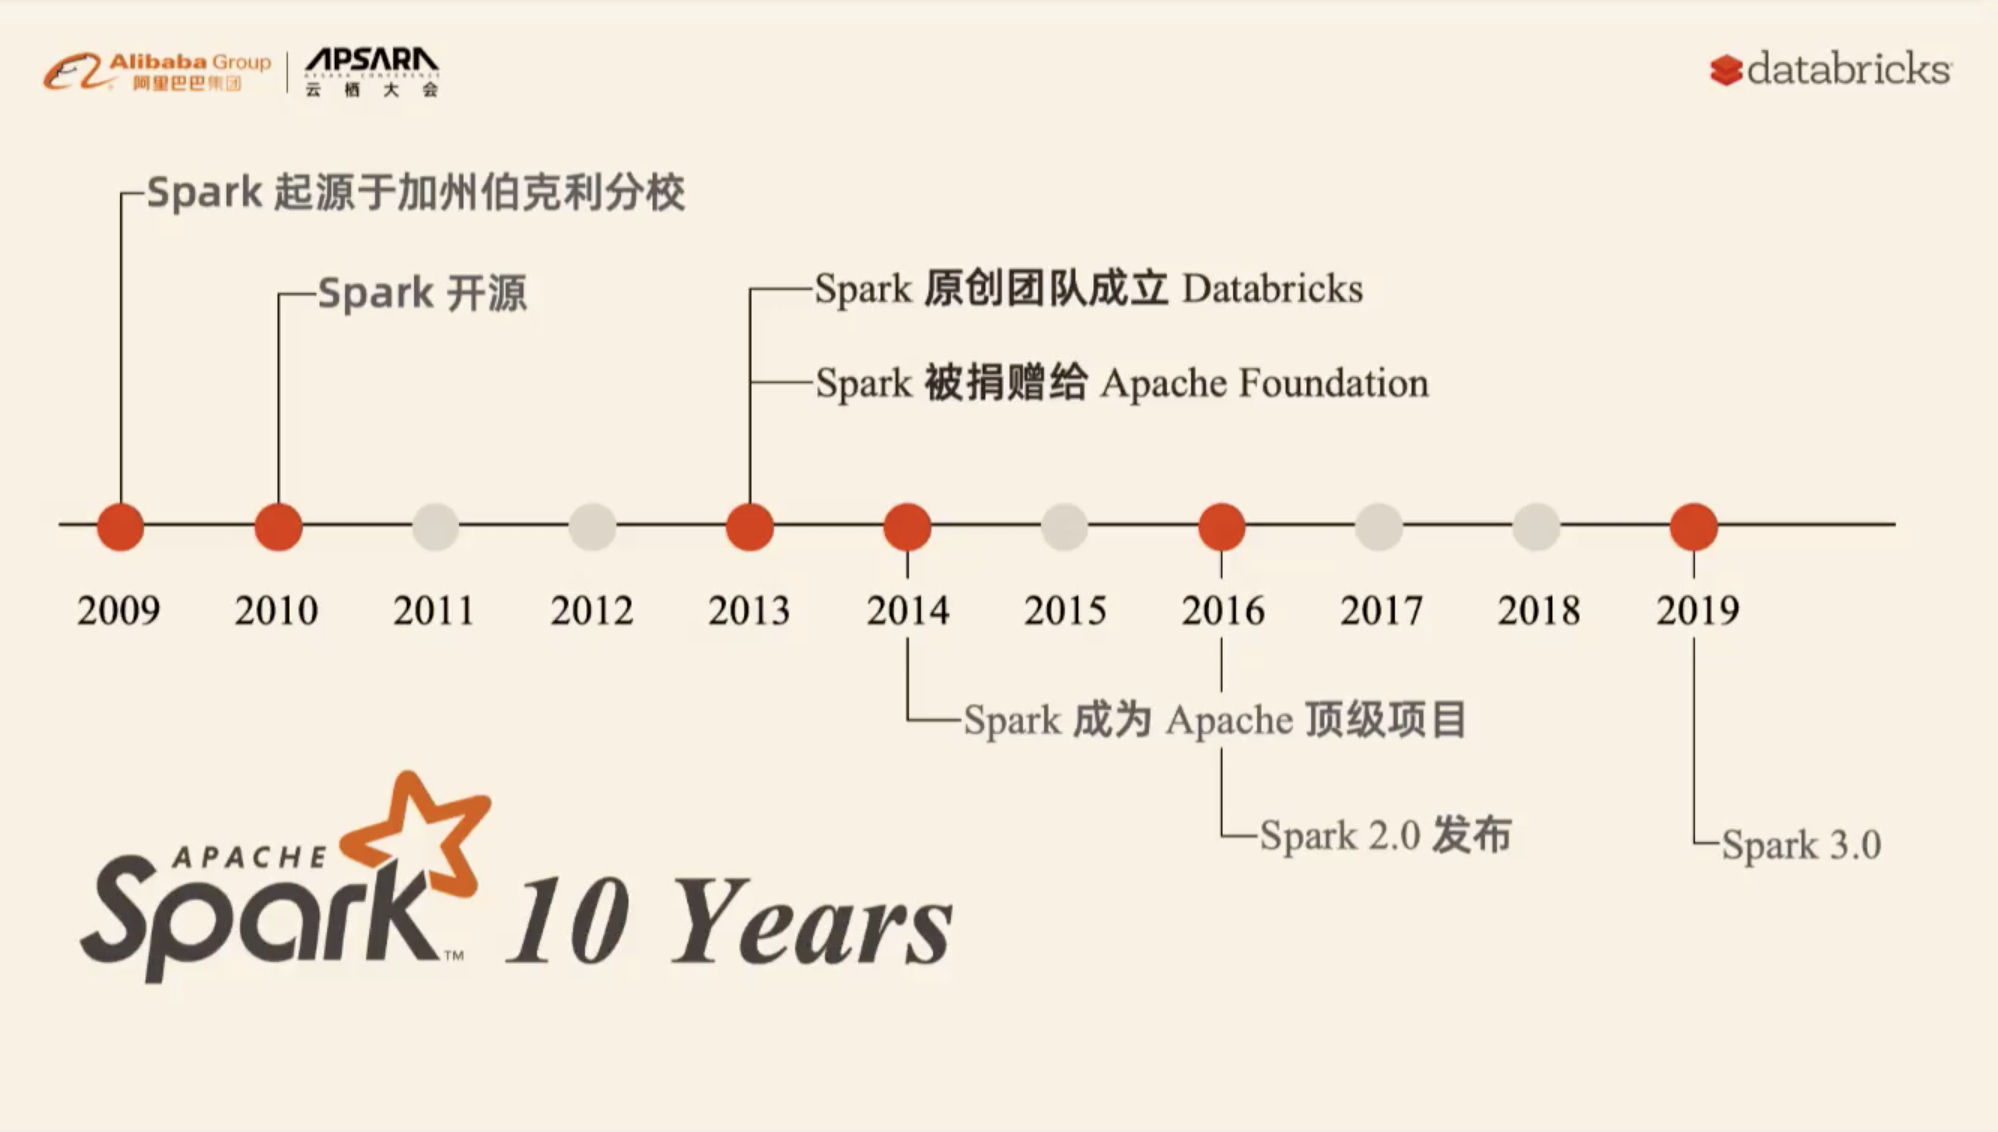 Alibaba Group
阿里巴巴集团
APSARA
APSARA CONFERENCE
云栖大会
databricks
Spark 起源于加州伯克利分校
Spark 开源
Spark 原创团队成立 Databricks
Spark 被捐赠给 Apache Foundation
2009 2010 2011 2012 2013 2014 2015 2016 2017 2018 2019
Spark 成为 Apache 顶级项目
Spark 2.0 发布
Spark 3.0
APACHE
Spark™
10 Years